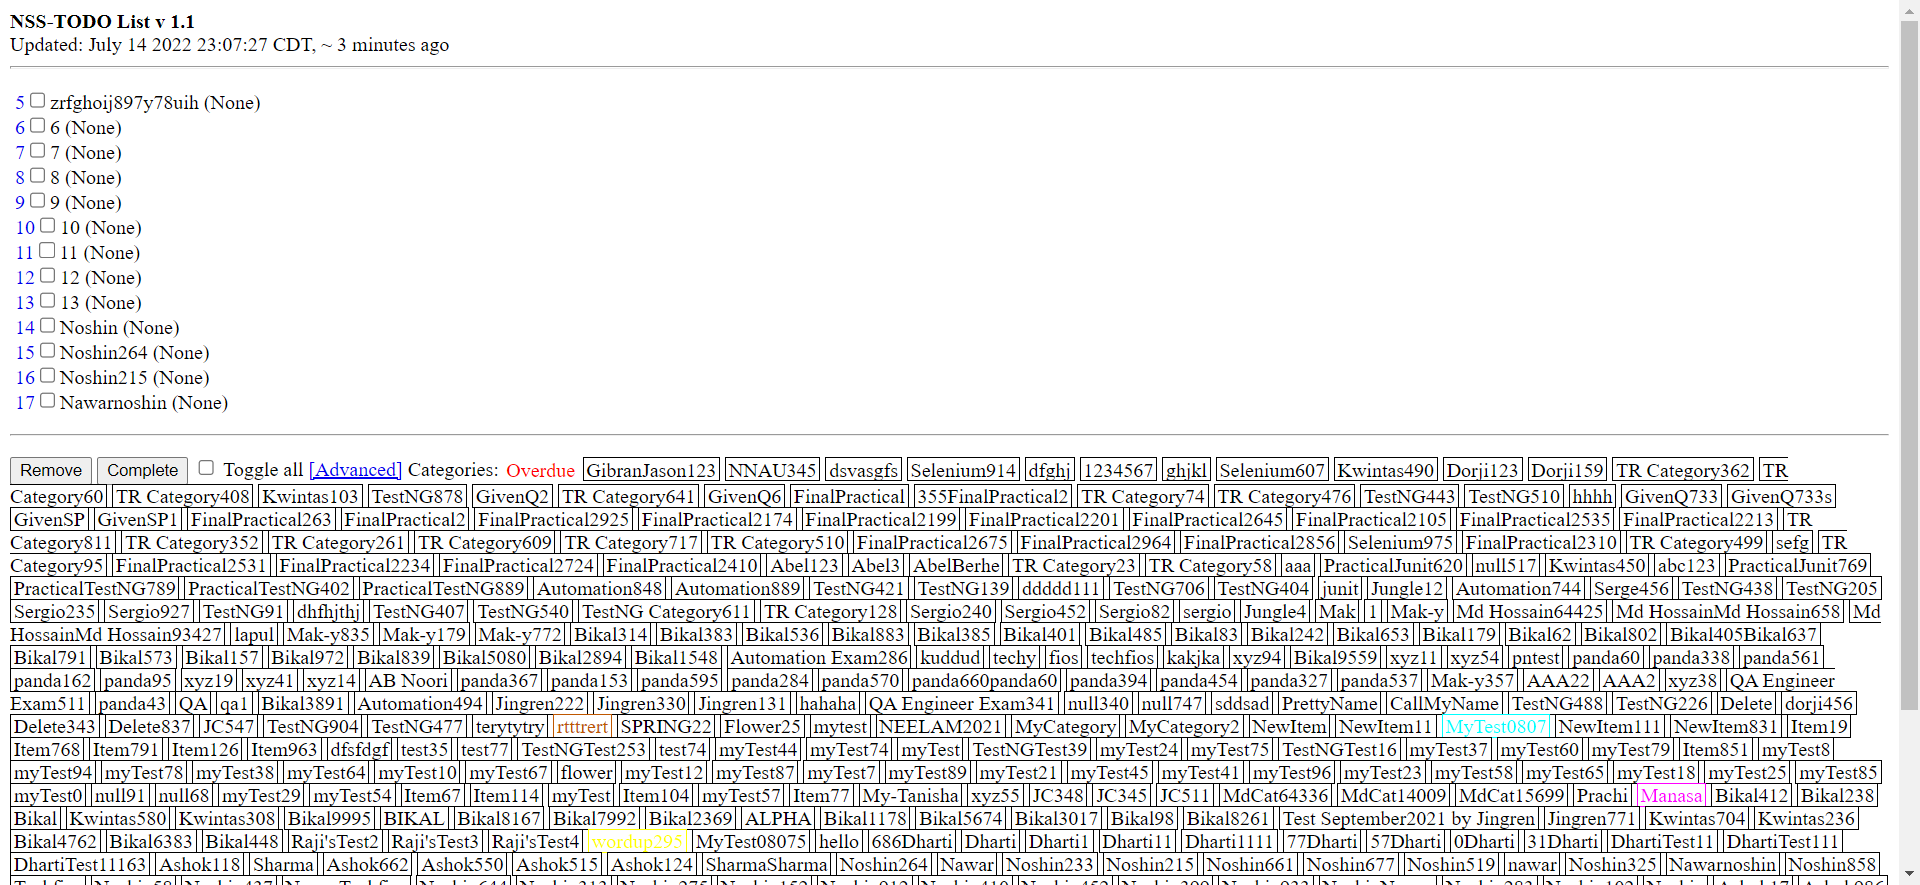 NSS-TODO List v 1.1
Updated: July 14 2022 23:07:27 CDT, ~ 3 minutes ago
5 zrfghoij897y78uih (None)
6 6 (None)
7 7 (None)
8 8 (None)
9 9 (None)
10 10 (None)
11 11 (None)
12 12 (None)
13 13 (None)
14 Noshin (None)
15 Noshin264 (None)
16 Noshin215 (None)
17 Nawarnoshin (None)
Remove Complete Toggle all [Advanced] Categories: Overdue GibranJason123 NNAU345 dsvasgfs Selenium914 dfghj 1234567 ghjkl Selenium607 Kwintas490 Dorji123 Dorji159 TR Category362 TR
Category60 TR Category408 Kwintas103 TestNG878 GivenQ2 TR Category641 GivenQ6 FinalPractical 355FinalPractical2 TR Category74 TR Category476 TestNG443 TestNG510 hhhh GivenQ733 GivenQ733s
GivenSP GivenSP1 FinalPractical263 FinalPractical2 FinalPractical2925 FinalPractical2174 FinalPractical2199 FinalPractical2201 FinalPractical2645 FinalPractical2105 FinalPractical2535 FinalPractical2213 TR
Category811 TR Category352 TR Category261 TR Category609 TR Category717 TR Category510 FinalPractical2675 FinalPractical2964 FinalPractical2856 Selenium975 FinalPractical2310 TR Category499 sefg TR
Category95 FinalPractical2531 FinalPractical2234 FinalPractical2724 FinalPractical2410 Abel123 Abel3 AbelBerhe TR Category23 TR Category58 aaa PracticalJunit620 null517 Kwintas450 abc123 PracticalJunit769
PracticalTestNG789 PracticalTestNG402 PracticalTestNG889 Automation848 Automation889 TestNG421 TestNG139 ddddd111 TestNG706 TestNG404 junit Jungle12 Automation744 Serge456 TestNG438 TestNG205
Sergio235 Sergio927 TestNG91 dhfhjthj TestNG407 TestNG540 TestNG Category611 TR Category128 Sergio240 Sergio452 Sergio82 sergio Jungle4 Mak 1 Mak-y Md Hossain64425 Md HossainMd Hossain658 Md
HossainMd Hossain93427 lapul Mak-y835 Mak-y179 Mak-y772 Bikal314 Bikal383 Bikal536 Bikal883 Bikal385 Bikal401 Bikal485 Bikal83 Bikal242 Bikal653 Bikal179 Bikal62 Bikal802 Bikal405Bikal637
Bikal791 Bikal573 Bikal157 Bikal972 Bikal839 Bikal5080 Bikal2894 Bikal1548 Automation Exam286 kuddud techy fios techfios kakjka xyz94 Bikal9559 xyz11 xyz54 pntest panda60 panda338 panda561
panda162 panda95 xyz19 xyz41 xyz14 AB Noori panda367 panda153 panda595 panda284 panda570 panda660panda60 panda394 panda454 panda327 panda537 Mak-y357 AAA22 AAA2 xyz38 QA Engineer
Exam511 panda43 QA qa1 Bikal3891 Automation494 Jingren222 Jingren330 Jingren131 hahaha QA Engineer Exam341 null340 null747 sddsad PrettyName CallMyName TestNG488 TestNG226 Delete dorji456
Delete343 Delete837 JC547 TestNG904 TestNG477 terytytry rtttrert SPRING22 Flower25 mytest NEELAM2021 MyCategory MyCategory2 NewItem NewItem11 MyTest0807 NewItem111 NewItem831 Item19
Item768 Item791 Item126 Item963 dfsfdgf test35 test77 TestNGTest253 test74 myTest44 myTest74 myTest TestNGTest39 myTest24 myTest75 TestNGTest16 myTest37 myTest60 myTest79 Item851 myTest8
myTest94 myTest78 myTest38 myTest64 myTest10 myTest67 flower myTest12 myTest87 myTest7 myTest89 myTest21 myTest45 myTest41 myTest96 myTest23 myTest58 myTest65 myTest18 myTest25 myTest85
myTest0 null91 null68 myTest29 myTest54 Item67 Item114 myTest Item104 myTest57 Item77 My-Tanisha xyz55 JC348 JC345 JC511 MdCat64336 MdCat14009 MdCat15699 Prachi Manasa Bikal412 Bikal238
Bikal Kwintas580 Kwintas308 Bikal9995 BIKAL Bikal8167 Bikal7992 Bikal2369 ALPHA Bikal1178 Bikal5674 Bikal3017 Bikal98 Bikal8261 Test September2021 by Jingren Jingren771 Kwintas704 Kwintas236
Bikal4762 Bikal6383 Bikal448 Raji'sTest2 Raji'sTest3 Raji'sTest4 wordup295 MyTest08075 hello 686Dharti Dharti Dharti1 Dharti11 Dharti1111 77Dharti 57Dharti 0Dharti 31Dharti DhartiTest11 DhartiTest111
DhartiTest11163 Ashok118 Sharma Ashok662 Ashok550 Ashok515 Ashok124 SharmaSharma Noshin264 Nawar Noshin233 Noshin215 Noshin661 Noshin677 Noshin519 nawar Noshin325 Nawarnoshin Noshin858